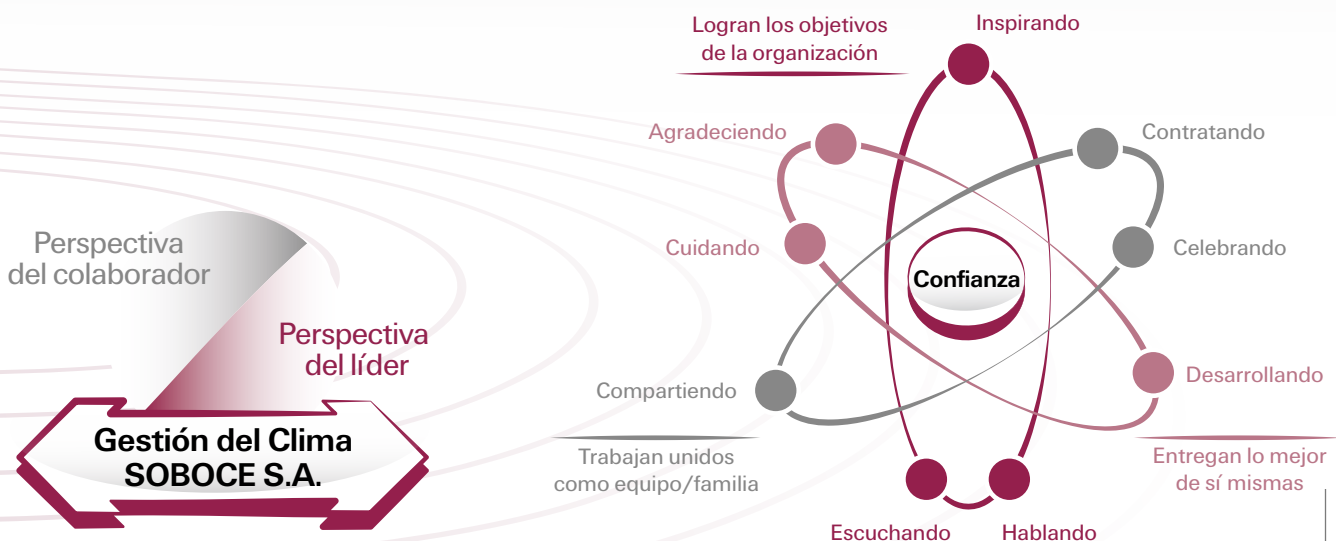 Logran los objetivos
de la organización
Inspirando
Agradeciendo
Contratando
Perspectiva
del colaborador
Cuidando
Celebrando
Confianza
Perspectiva
del líder
Compartiendo
Desarrollando
Gestión del Clima
SOBOCE S.A.
Trabajan unidos
como equipo/familia
Entregan lo mejor
de sí mismas
Escuchando
Hablando